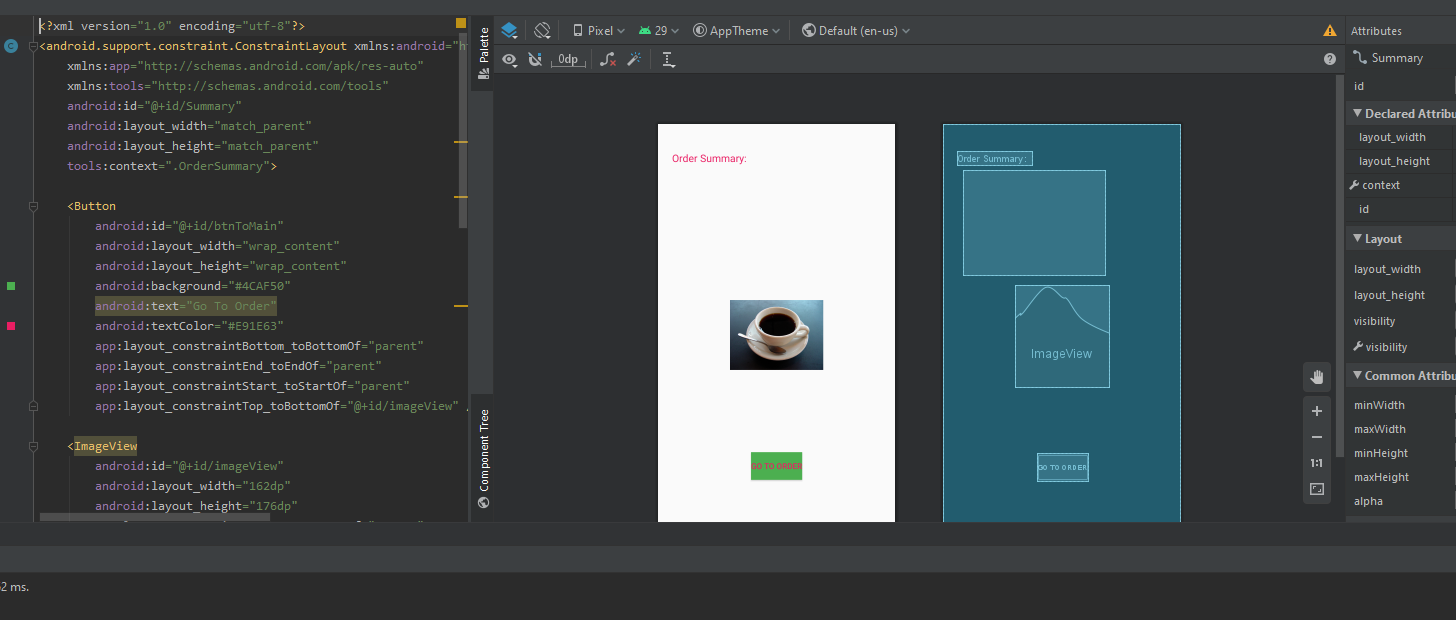 <?xml version="1.0" encoding="utf-8"?>
<android.support.constraint.ConstraintLayout xmlns:android="h
xmlns:app="http://schemas.android.com/apk/res-auto"
xmlns:tools="http://schemas.android.com/tools"
android:id="@+id/Summary"
android:layout_width="match_parent"
android:layout_height="match_parent"
tools:context=".OrderSummary">
<Button
android:id="@+id/btnToMain"
android:layout_width="wrap_content"
android:layout_height="wrap_content"
android:background="#4CAF50"
android:text="Go To Order"
android:textColor="#E91E63"
app:layout_constraintBottom_toBottomOf="parent"
app:layout_constraintEnd_toEndOf="parent"
app:layout_constraintStart_toStartOf="parent"
app:layout_constraintTop_toBottomOf="@+id/imageView"
<ImageView
android:id="@+id/imageView"
android:layout_width="162dp"
android:layout_height="176dp"
C
Palette
Component Tree
Pixel 29 AppTheme Default (en-us)
0dp
Order Summary:
GO TO ORDER
Order Summary:
ImageView
GO TO ORDER
1:1
Attributes
Summary
id
Declared Attribu
layout_width
layout_height
context
id
Layout
layout_width
layout_height
visibility
visibility
Common Attribu
minWidth
maxWidth
minHeight
maxHeight
alpha
2 ms.